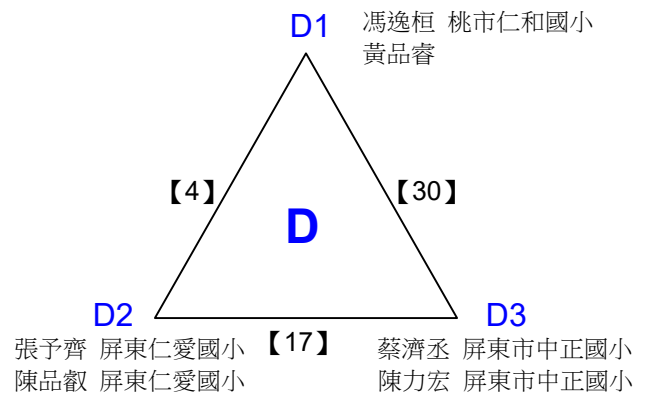 D1
馮逸桓 桃市仁和國小
黃品睿
【4】
【30】
D
D2
D3
張予齊 屏東仁愛國小
【17】
蔡濟丞 屏東市中正國小
陳品叡 屏東仁愛國小
陳力宏 屏東市中正國小